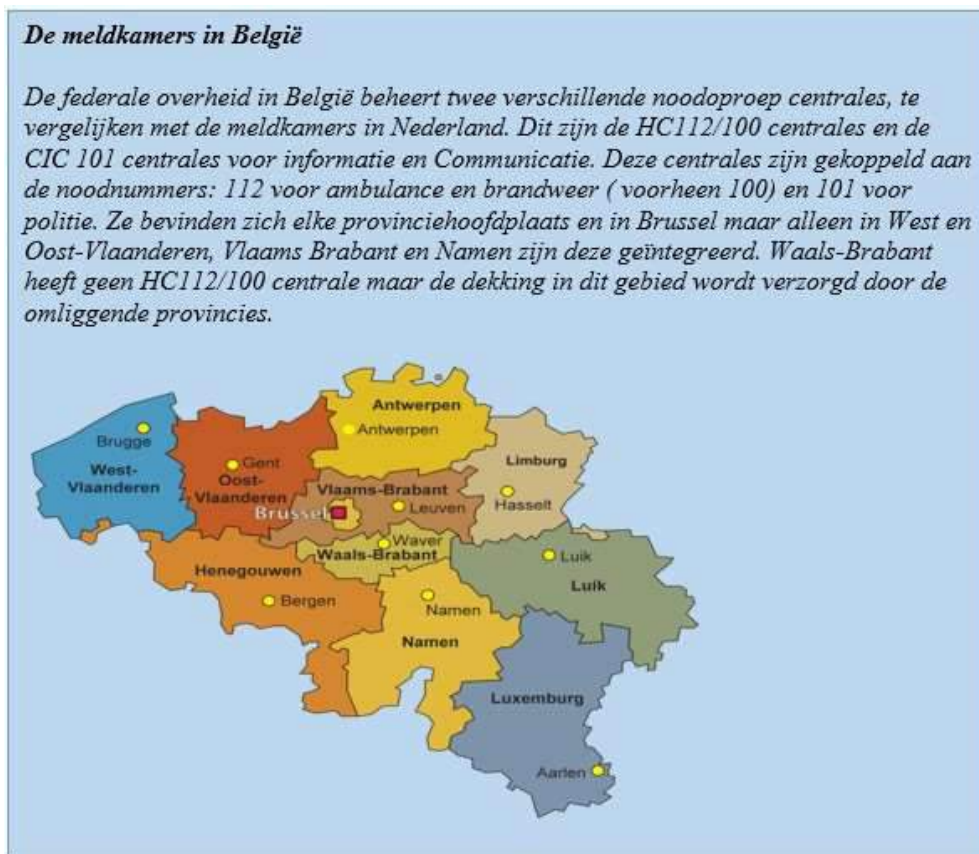 De meldkamers in België
De federale overheid in België beheert twee verschillende noodoproep centrales, te
vergelijken met de meldkamers in Nederland. Dit zijn de HC112/100 centrales en de
CIC 101 centrales voor informatie en Communicatie. Deze centrales zijn gekoppeld aan
de noodnummers: 112 voor ambulance en brandweer ( voorheen 100) en 101 voor
politie. Ze bevinden zich elke provinciehoofdplaats en in Brussel maar alleen in West en
Oost-Vlaanderen, Vlaams Brabant en Namen zijn deze geïntegreerd. Waals-Brabant
heeft geen HC112/100 centrale maar de dekking in dit gebied wordt verzorgd door de
omliggende provincies.
Antwerpen
Antwerpen
Brugge
West-
Vlaanderen
Gent
Oost-
Vlaanderen
Limburg
Hasselt
Vlaams-Brabant
Leuven
Brussel
Waver
Waals-Brabant
Henegouwen
Bergen
Luik
Luik
Namen
Namen
Luxemburg
Aarlen